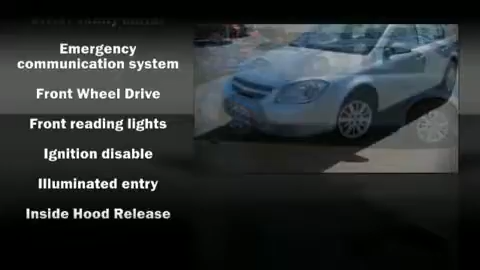 Emergency
communication system
Front Wheel Drive
Front reading lights
Ignition disable
Illuminated entry
Inside Hood Release